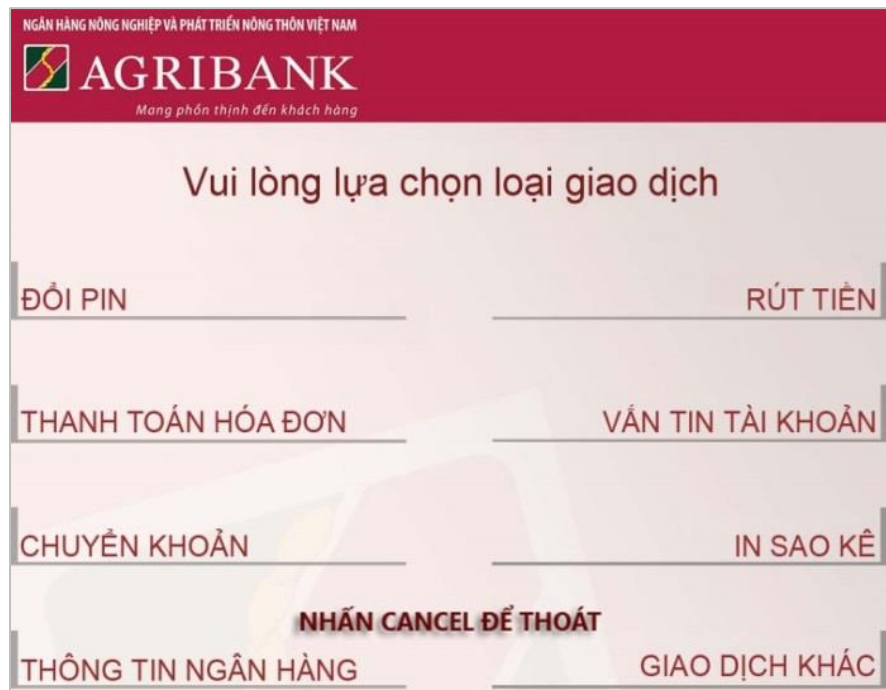 NGÂN HÀNG NÔNG NGHIỆP VÀ PHÁT TRIỂN NÔNG THÔN VIỆT NAM
AGRIBANK
Mang phồn thịnh đến khách hàng
Vui lòng lựa chọn loại giao dịch
ĐỔI PIN
RÚT TIỀN
THANH TOÁN HÓA ĐƠN
VẤN TIN TÀI KHOẢN
CHUYỂN KHOẢN
IN SAO KÊ
NHẤN CANCEL ĐỂ THOÁT
THÔNG TIN NGÂN HÀNG
GIAO DỊCH KHÁC